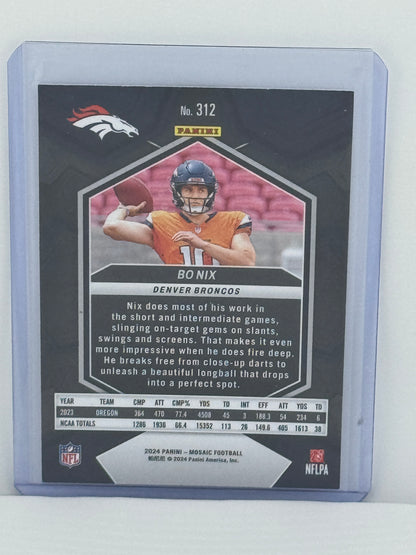 No. 312
PANINI
BO NIX
DENVER BRONCOS
Nix does most of his work in
the short and intermediate games,
slinging on-target gems on slants,
swings and screens. That makes it even
more impressive when he does fire deep.
He breaks free from close-up darts to
unleash a beautiful longball that drops
into a perfect spot.
YEAR TEAM CMP ATT CMP% YDS TD INT EFF ATT YDS TD
2023 OREGON 364 470 77.4 4508 45 3 188.3 54 234 6
NCAA TOTALS 1286 1936 66.4 15352 113 26 149.6 405 1613 38
2024 PANINI – MOSAIC FOOTBALL
© 2024 Panini America, Inc.
NFL
NFLPA